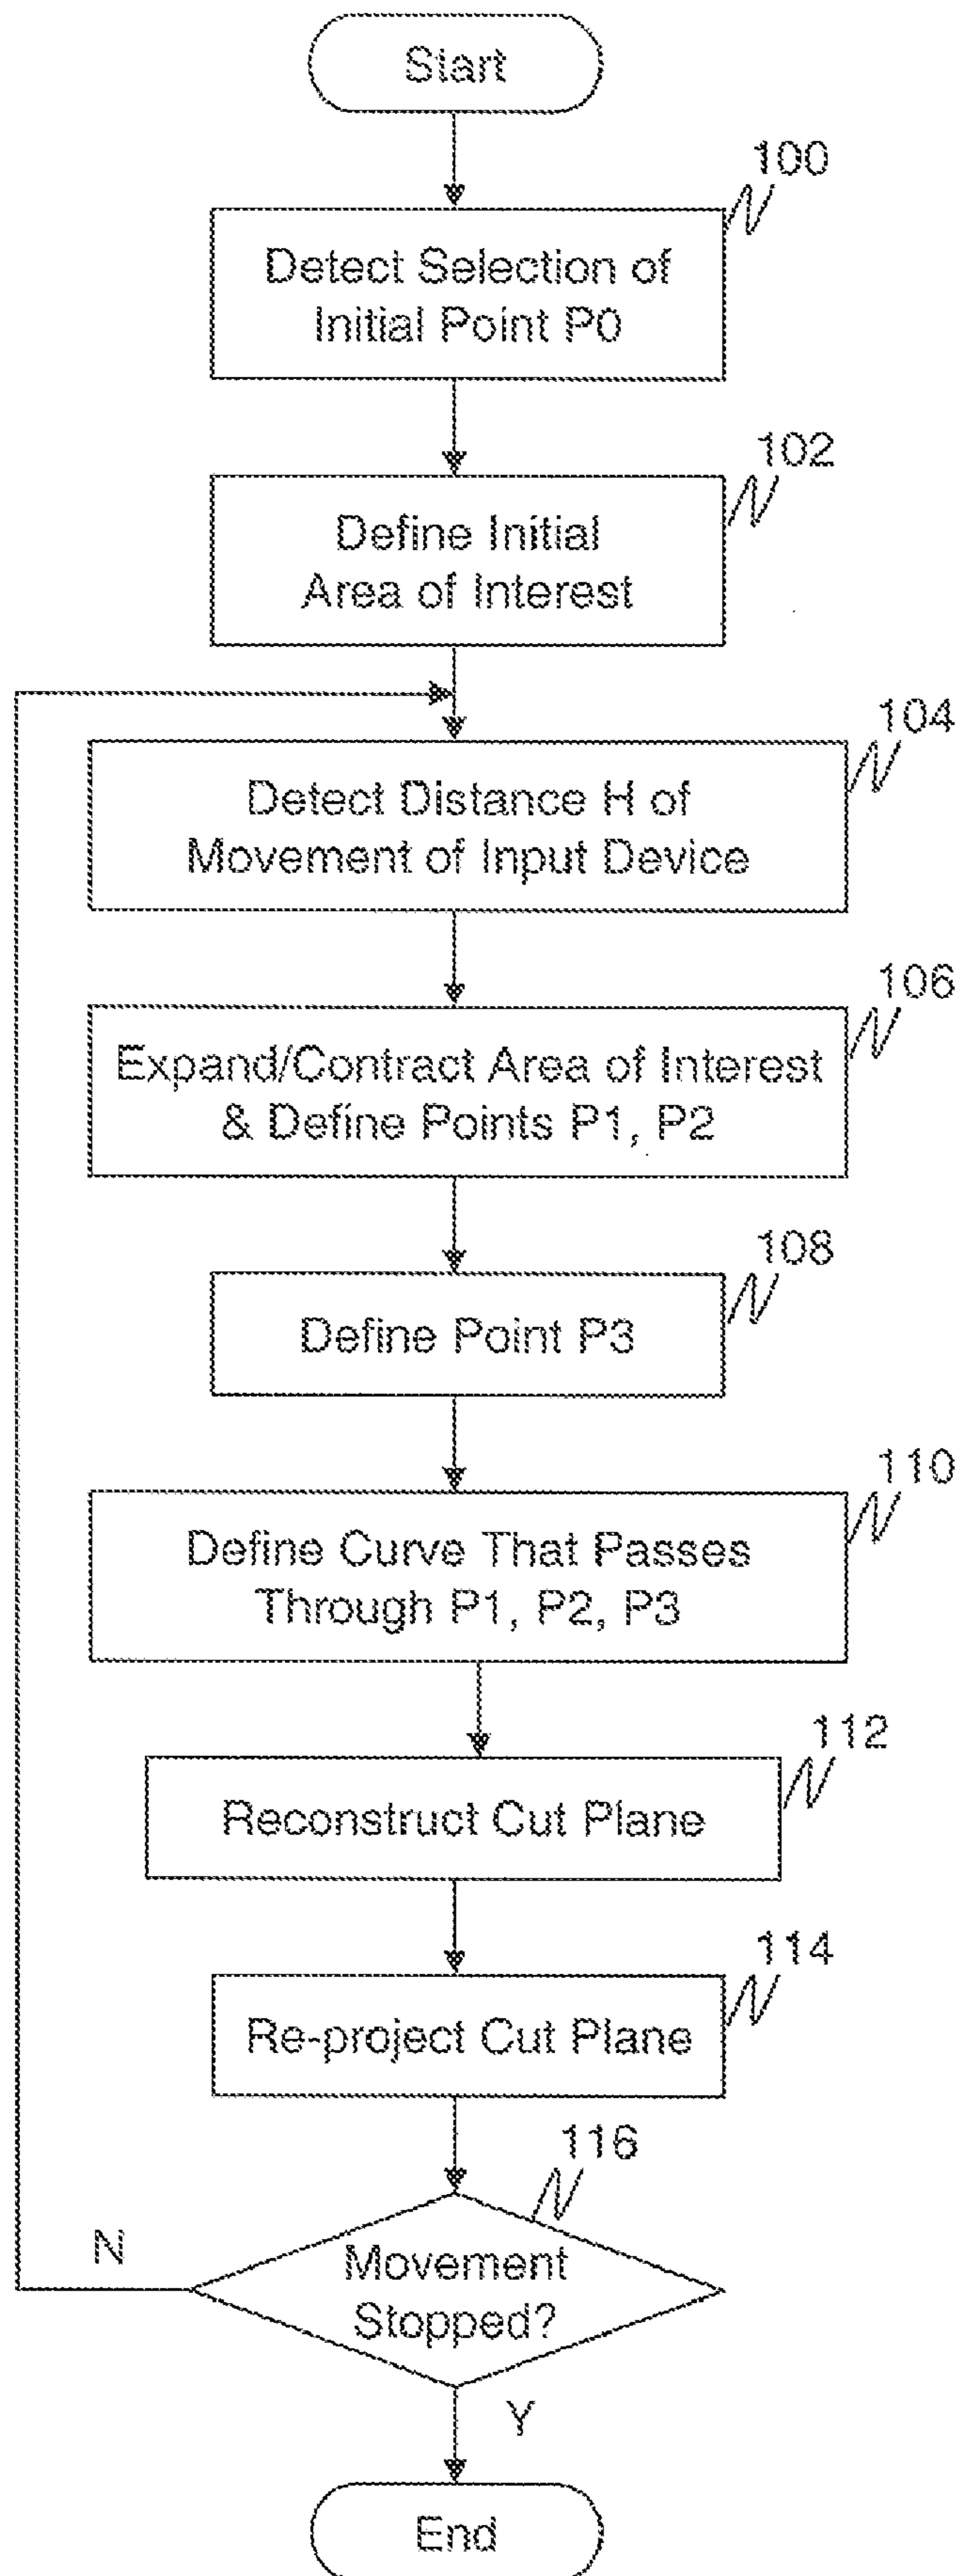 Start
100
Detect Selection of
Initial Point P0
102
Define Initial
Area of Interest
104
Detect Distance H of
Movement of Input Device
106
Expand/Contract Area of Interest
& Define Points P1, P2
108
Define Point P3
110
Define Curve That Passes
Through P1, P2, P3
112
Reconstruct Cut Plane
114
Re-project Cut Plane
116
N
Movement
Stopped?
Y
End